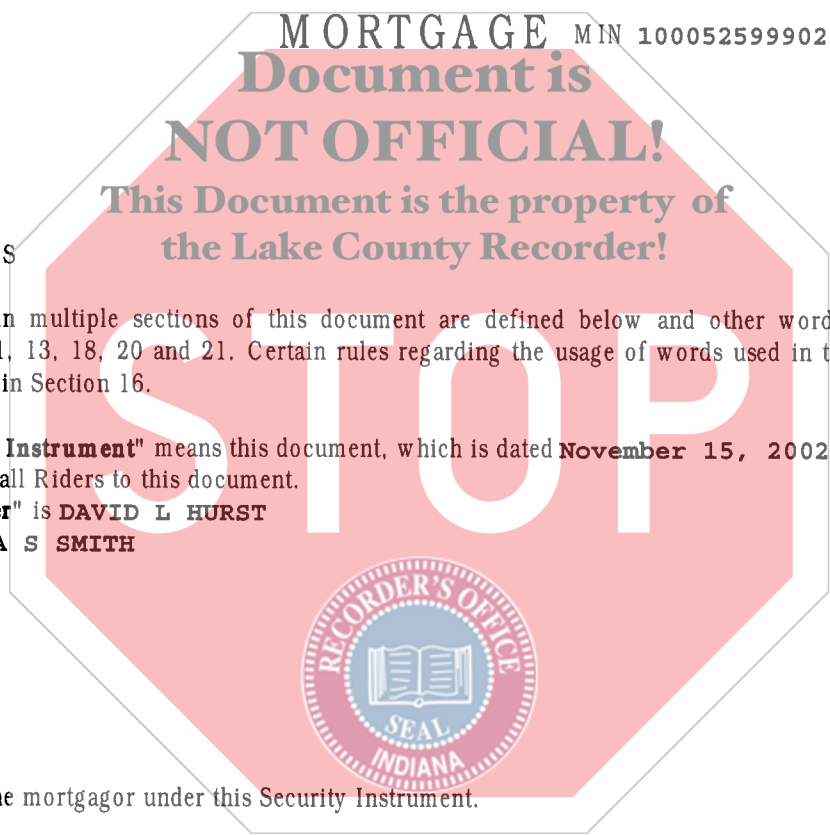 MORTGAGE MIN 100052599902
Document is
NOT OFFICIAL!
This Document is the property of
the Lake County Recorder!
S
n multiple sections of this document are defined below and other word
, 13, 18, 20 and 21. Certain rules regarding the usage of words used in t
in Section 16.
STOP
Instrument" means this document, which is dated November 15, 2002
all Riders to this document.
er" is DAVID L HURST
A S SMITH
RECORDER'S OFFICE
SEAL
INDIANA
e mortgagor under this Security Instrument.